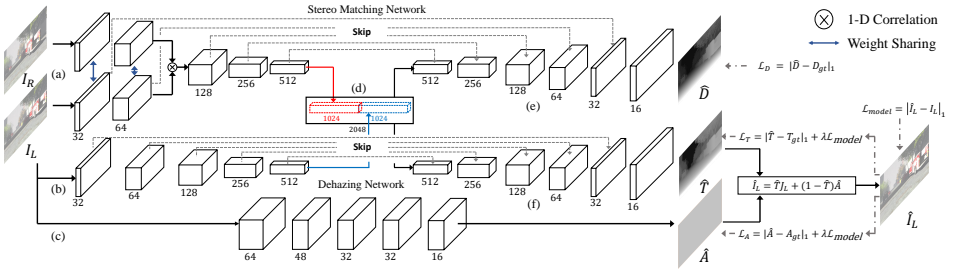 Stereo Matching Network
1-D Correlation
Weight Sharing
Skip
I_R
(a)
128
256
512
(d)
512
256
128
64
32
16
(e)
D̂
ℒ_D = |D̂ − D_gt|_1
32
64
1024
1024
2048
I_L
Skip
ℒ_model = |Î_L − I_L|_1
(b)
32
64
128
256
512
512
256
128
64
32
16
(f)
T̂
ℒ_T = |T̂ − T_gt|_1 + λℒ_model
Dehazing Network
Î_L = T̂J_L + (1 − T̂)Â
Î_L
(c)
64
48
32
32
16
Â
ℒ_A = |Â − A_gt|_1 + λℒ_model